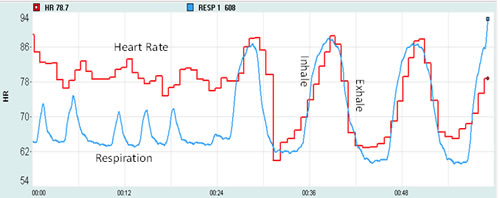 HR 78.7 RESP 1 608
94
86
78
70
62
54
HR
Heart Rate
Respiration
Inhale
Exhale
00:00 00:12 00:24 00:36 00:48